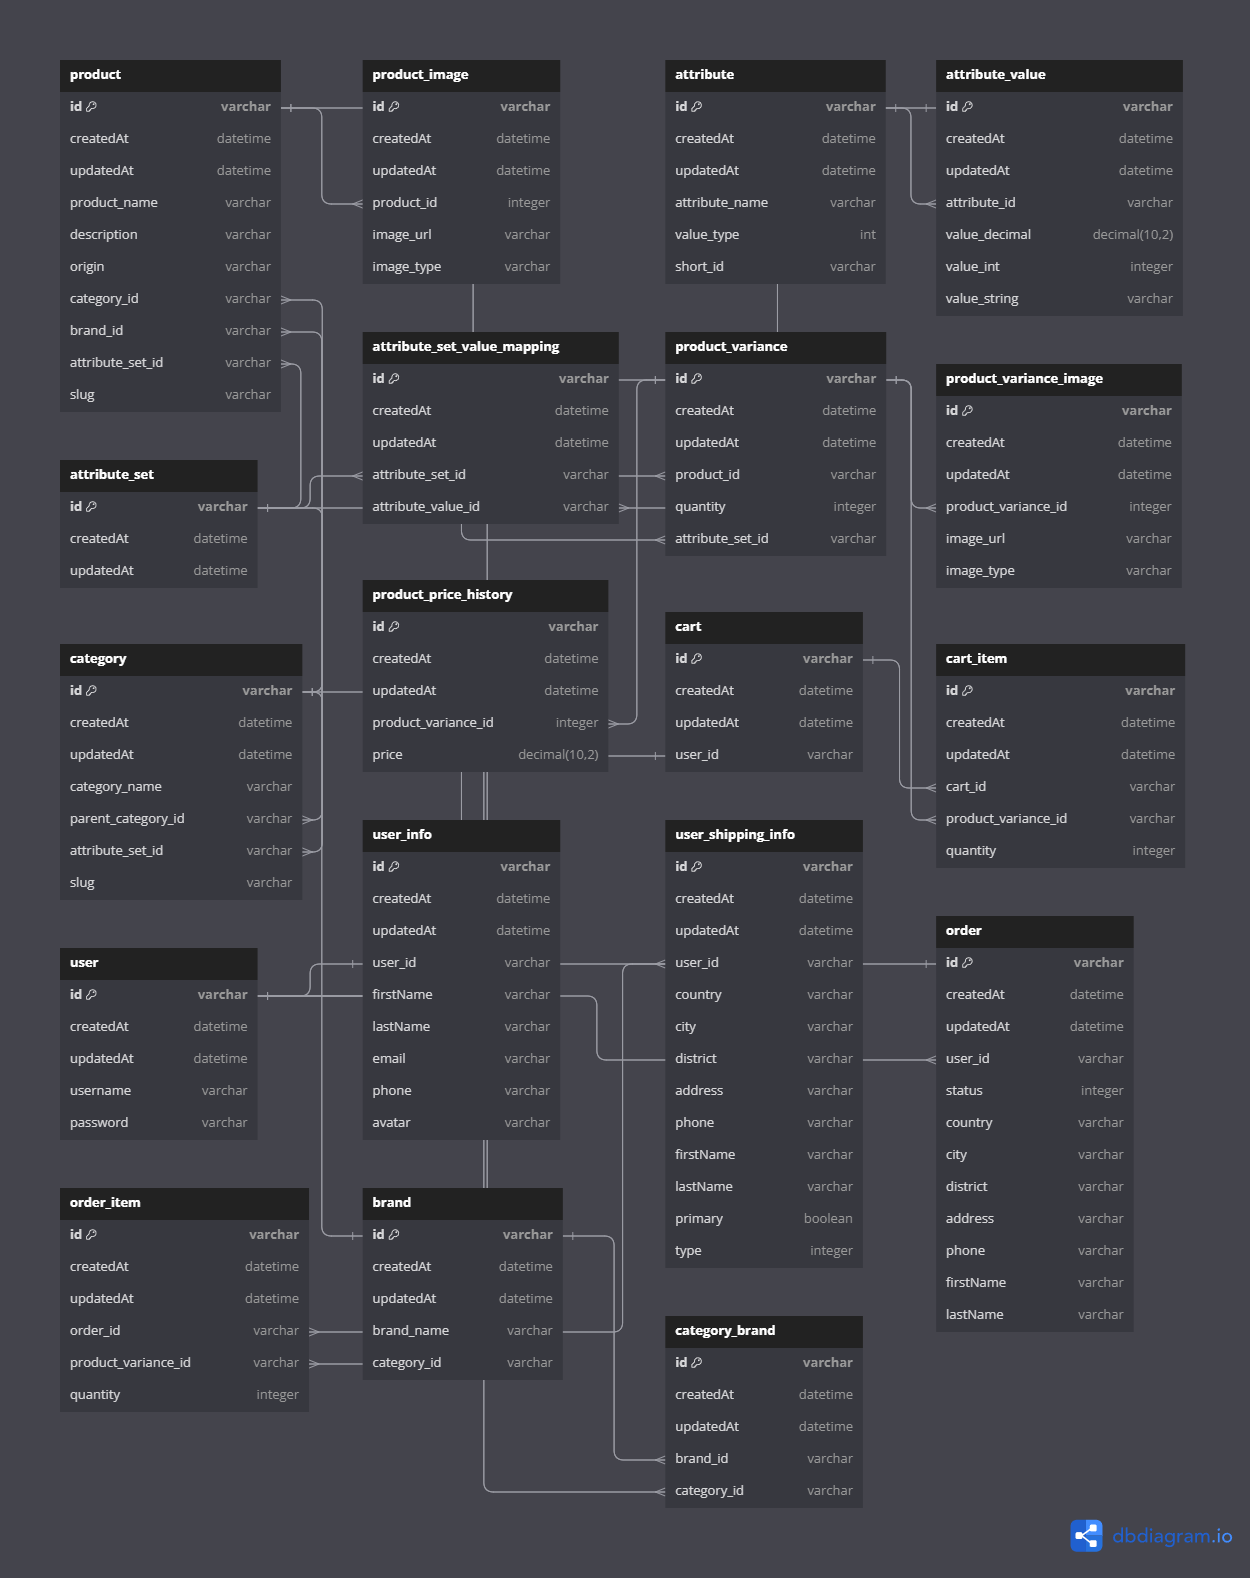 product
id varchar
createdAt datetime
updatedAt datetime
product_name varchar
description varchar
origin varchar
category_id varchar
brand_id varchar
attribute_set_id varchar
slug varchar
product_image
id varchar
createdAt datetime
updatedAt datetime
product_id integer
image_url varchar
image_type varchar
attribute
id varchar
createdAt datetime
updatedAt datetime
attribute_name varchar
value_type int
short_id varchar
attribute_value
id varchar
createdAt datetime
updatedAt datetime
attribute_id varchar
value_decimal decimal(10,2)
value_int integer
value_string varchar
attribute_set_value_mapping
id varchar
createdAt datetime
updatedAt datetime
attribute_set_id varchar
attribute_value_id varchar
product_variance
id varchar
createdAt datetime
updatedAt datetime
product_id varchar
quantity integer
attribute_set_id varchar
product_variance_image
id varchar
createdAt datetime
updatedAt datetime
product_variance_id integer
image_url varchar
image_type varchar
attribute_set
id varchar
createdAt datetime
updatedAt datetime
product_price_history
id varchar
createdAt datetime
updatedAt datetime
product_variance_id integer
price decimal(10,2)
cart
id varchar
createdAt datetime
updatedAt datetime
user_id varchar
cart_item
id varchar
createdAt datetime
updatedAt datetime
cart_id varchar
product_variance_id varchar
quantity integer
category
id varchar
createdAt datetime
updatedAt datetime
category_name varchar
parent_category_id varchar
attribute_set_id varchar
slug varchar
user_info
id varchar
createdAt datetime
updatedAt datetime
user_id varchar
firstName varchar
lastName varchar
email varchar
phone varchar
avatar varchar
user_shipping_info
id varchar
createdAt datetime
updatedAt datetime
user_id varchar
country varchar
city varchar
district varchar
address varchar
phone varchar
firstName varchar
lastName varchar
primary boolean
type integer
order
id varchar
createdAt datetime
updatedAt datetime
user_id varchar
status integer
country varchar
city varchar
district varchar
address varchar
phone varchar
firstName varchar
lastName varchar
user
id varchar
createdAt datetime
updatedAt datetime
username varchar
password varchar
order_item
id varchar
createdAt datetime
updatedAt datetime
order_id varchar
product_variance_id varchar
quantity integer
brand
id varchar
createdAt datetime
updatedAt datetime
brand_name varchar
category_id varchar
category_brand
id varchar
createdAt datetime
updatedAt datetime
brand_id varchar
category_id varchar
dbdiagram.io